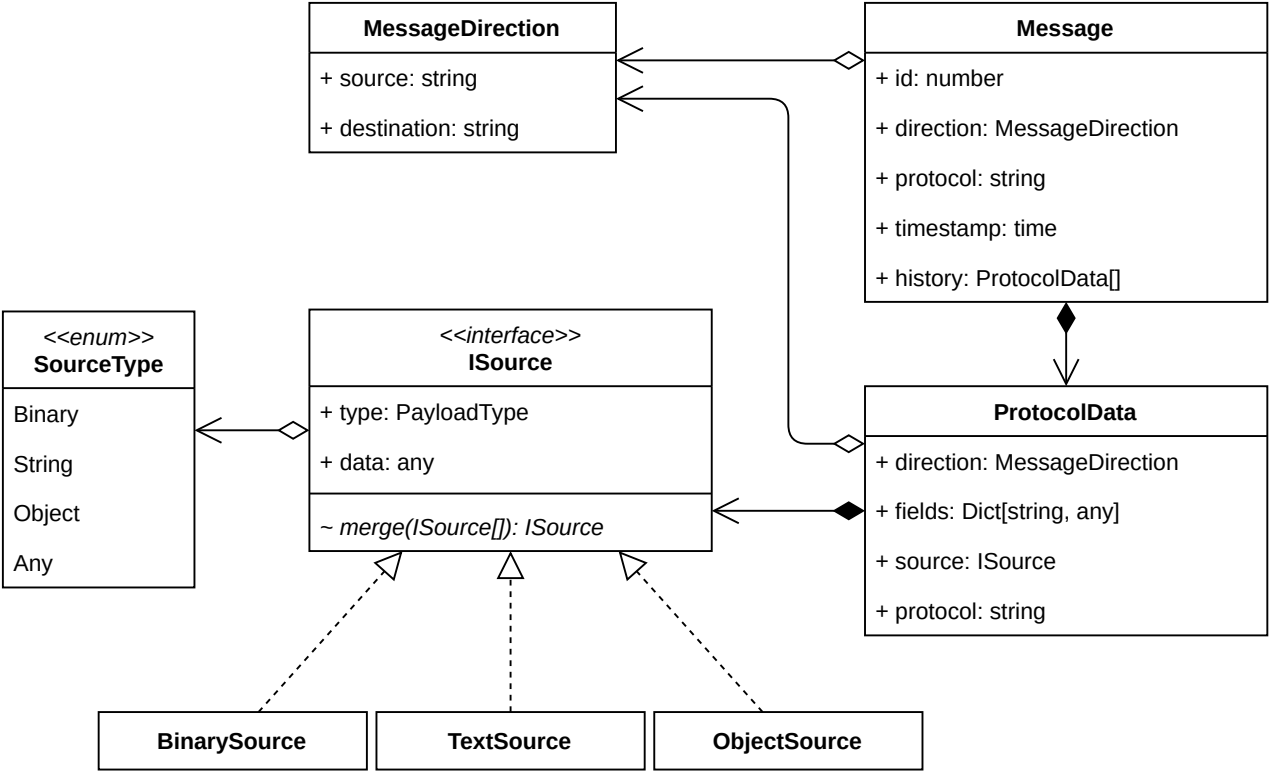 MessageDirection
+ source: string
+ destination: string
Message
+ id: number
+ direction: MessageDirection
+ protocol: string
+ timestamp: time
+ history: ProtocolData[]
<<enum>>
SourceType
Binary
String
Object
Any
<<interface>>
ISource
+ type: PayloadType
+ data: any
~ merge(ISource[]): ISource
ProtocolData
+ direction: MessageDirection
+ fields: Dict[string, any]
+ source: ISource
+ protocol: string
BinarySource
TextSource
ObjectSource